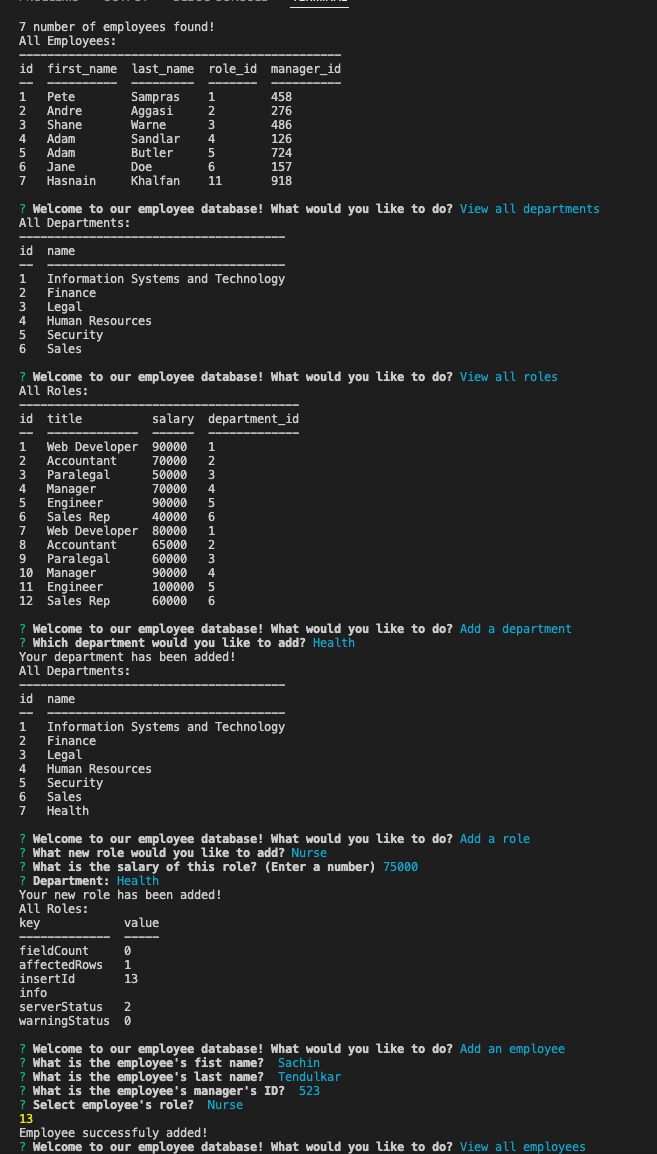 TERMINAL
7 number of employees found!
All Employees:
id first_name last_name role_id manager_id
1 Pete Sampras 1 458
2 Andre Aggasi 2 276
3 Shane Warne 3 486
4 Adam Sandlar 4 126
5 Adam Butler 5 724
6 Jane Doe 6 157
7 Hasnain Khalfan 11 918
? Welcome to our employee database! What would you like to do? View all departments
All Departments:
id name
1 Information Systems and Technology
2 Finance
3 Legal
4 Human Resources
5 Security
6 Sales
? Welcome to our employee database! What would you like to do? View all roles
All Roles:
id title salary department_id
1 Web Developer 90000 1
2 Accountant 70000 2
3 Paralegal 50000 3
4 Manager 70000 4
5 Engineer 90000 5
6 Sales Rep 40000 6
7 Web Developer 80000 1
8 Accountant 65000 2
9 Paralegal 60000 3
10 Manager 90000 4
11 Engineer 100000 5
12 Sales Rep 60000 6
? Welcome to our employee database! What would you like to do? Add a department
? Which department would you like to add? Health
Your department has been added!
All Departments:
id name
1 Information Systems and Technology
2 Finance
3 Legal
4 Human Resources
5 Security
6 Sales
7 Health
? Welcome to our employee database! What would you like to do? Add a role
? What new role would you like to add? Nurse
? What is the salary of this role? (Enter a number) 75000
? Department: Health
Your new role has been added!
All Roles:
key value
fieldCount 0
affectedRows 1
insertId 13
info
serverStatus 2
warningStatus 0
? Welcome to our employee database! What would you like to do? Add an employee
? What is the employee's fist name? Sachin
? What is the employee's last name? Tendulkar
? What is the employee's manager's ID? 523
? Select employee's role? Nurse
13
Employee successfuly added!
? Welcome to our employee database! What would you like to do? View all employees